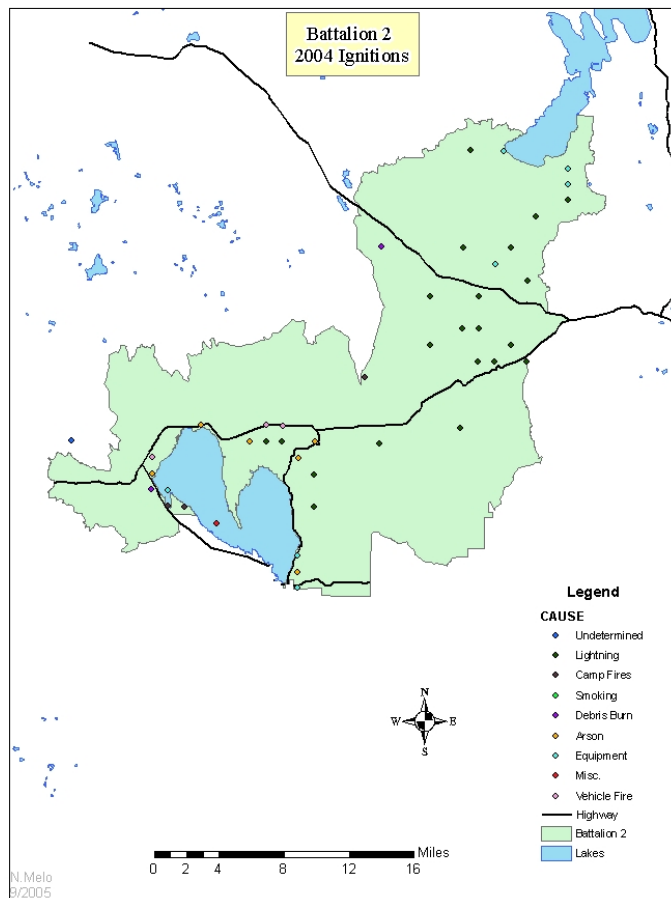 Battalion 2
2004 Ignitions
Legend
CAUSE
Undetermined
Lightning
Camp Fires
Smoking
Debris Burn
Arson
Equipment
Misc.
Vehicle Fire
Highway
Battalion 2
Lakes
N
W E
S
Miles
0 2 4 8 12 16
N.Melo
9/2005